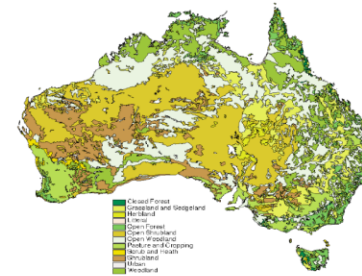 Closed Forest
Grassland and Sedgeland
Herbland
Littoral
Open Forest
Open Shrubland
Open Woodland
Pasture and Cropping
Scrub and Heath
Shrubland
Urban
Woodland